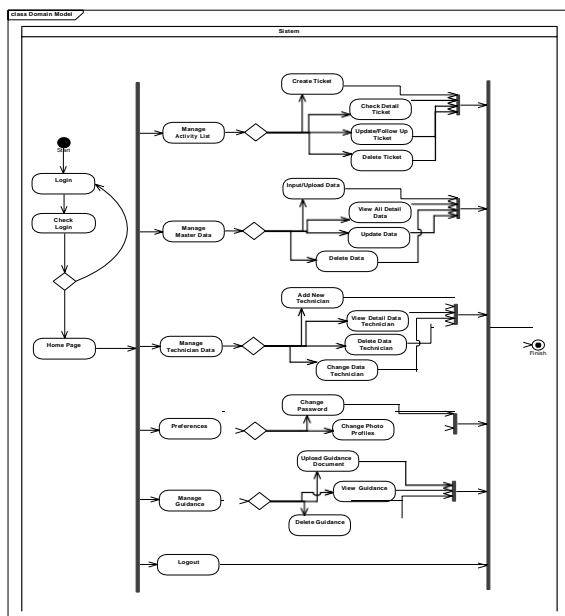 class Domain Model
Sistem
Start
Login
Check
Login
Home Page
Manage
Activity List
Create Ticket
Check Detail
Ticket
Update/Follow Up
Ticket
Delete Ticket
Manage
Master Data
Input/Upload Data
View All Detail
Data
Update Data
Delete Data
Manage
Technician Data
Add New
Technician
View Detail Data
Technician
Delete Data
Technician
Change Data
Technician
Preferences
Change
Password
Change Photo
Profiles
Manage
Guidance
Upload Guidance
Document
View Guidance
Delete Guidance
Logout
Finish